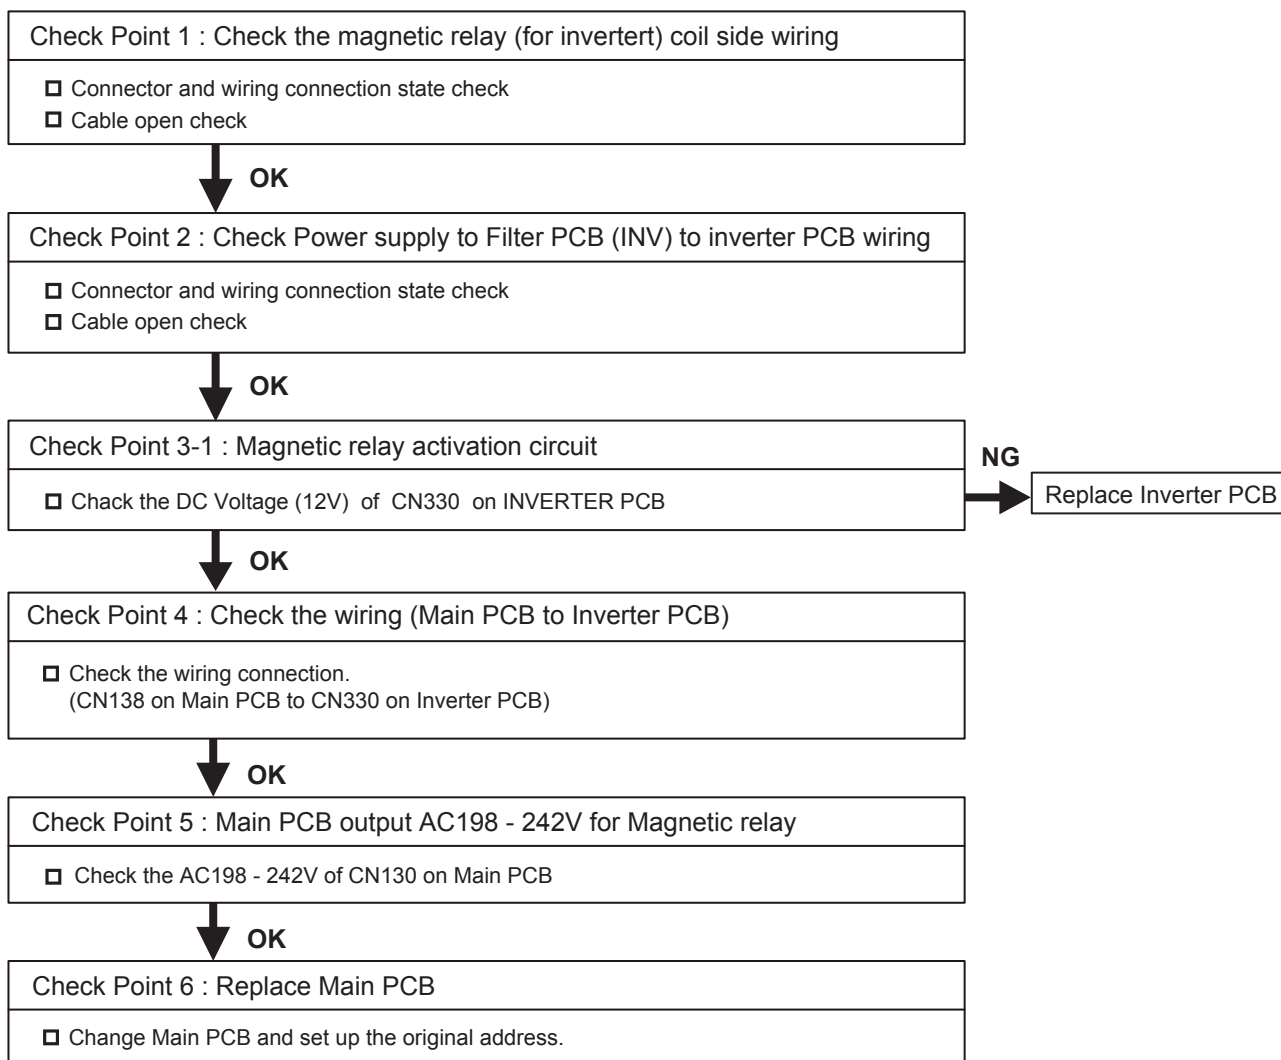 Check Point 1 : Check the magnetic relay (for invertert) coil side wiring
Connector and wiring connection state check
Cable open check
OK
Check Point 2 : Check Power supply to Filter PCB (INV) to inverter PCB wiring
Connector and wiring connection state check
Cable open check
OK
Check Point 3-1 : Magnetic relay activation circuit
Chack the DC Voltage (12V) of CN330 on INVERTER PCB
NG
Replace Inverter PCB
OK
Check Point 4 : Check the wiring (Main PCB to Inverter PCB)
Check the wiring connection.
(CN138 on Main PCB to CN330 on Inverter PCB)
OK
Check Point 5 : Main PCB output AC198 - 242V for Magnetic relay
Check the AC198 - 242V of CN130 on Main PCB
OK
Check Point 6 : Replace Main PCB
Change Main PCB and set up the original address.